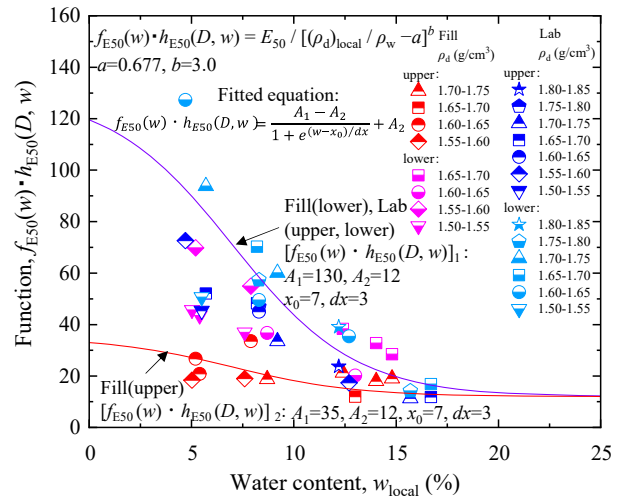 f_E50(w)·h_E50(D, w) = E_50 / [(ρ_d)_local / ρ_w −a]^b
a=0.677, b=3.0
Fitted equation:
f_E50(w) · h_E50(D, w) = (A_1 − A_2) / (1 + e^((w−x_0)/dx)) + A_2
Fill
ρ_d (g/cm³)
upper:
1.70-1.75
1.65-1.70
1.60-1.65
1.55-1.60
lower:
1.65-1.70
1.60-1.65
1.55-1.60
1.50-1.55
Lab
ρ_d (g/cm³)
upper:
1.80-1.85
1.75-1.80
1.70-1.75
1.65-1.70
1.60-1.65
1.55-1.60
1.50-1.55
lower:
1.80-1.85
1.75-1.80
1.70-1.75
1.65-1.70
1.60-1.65
1.50-1.55
Fill(lower), Lab
(upper, lower)
[f_E50(w) · h_E50(D, w)]_1:
A_1=130, A_2=12
x_0=7, dx=3
Fill(upper)
[f_E50(w) · h_E50(D, w)]_2: A_1=35, A_2=12, x_0=7, dx=3
Function, f_E50(w)·h_E50(D, w)
160
140
120
100
80
60
40
20
0
0 5 10 15 20 25
Water content, w_local (%)